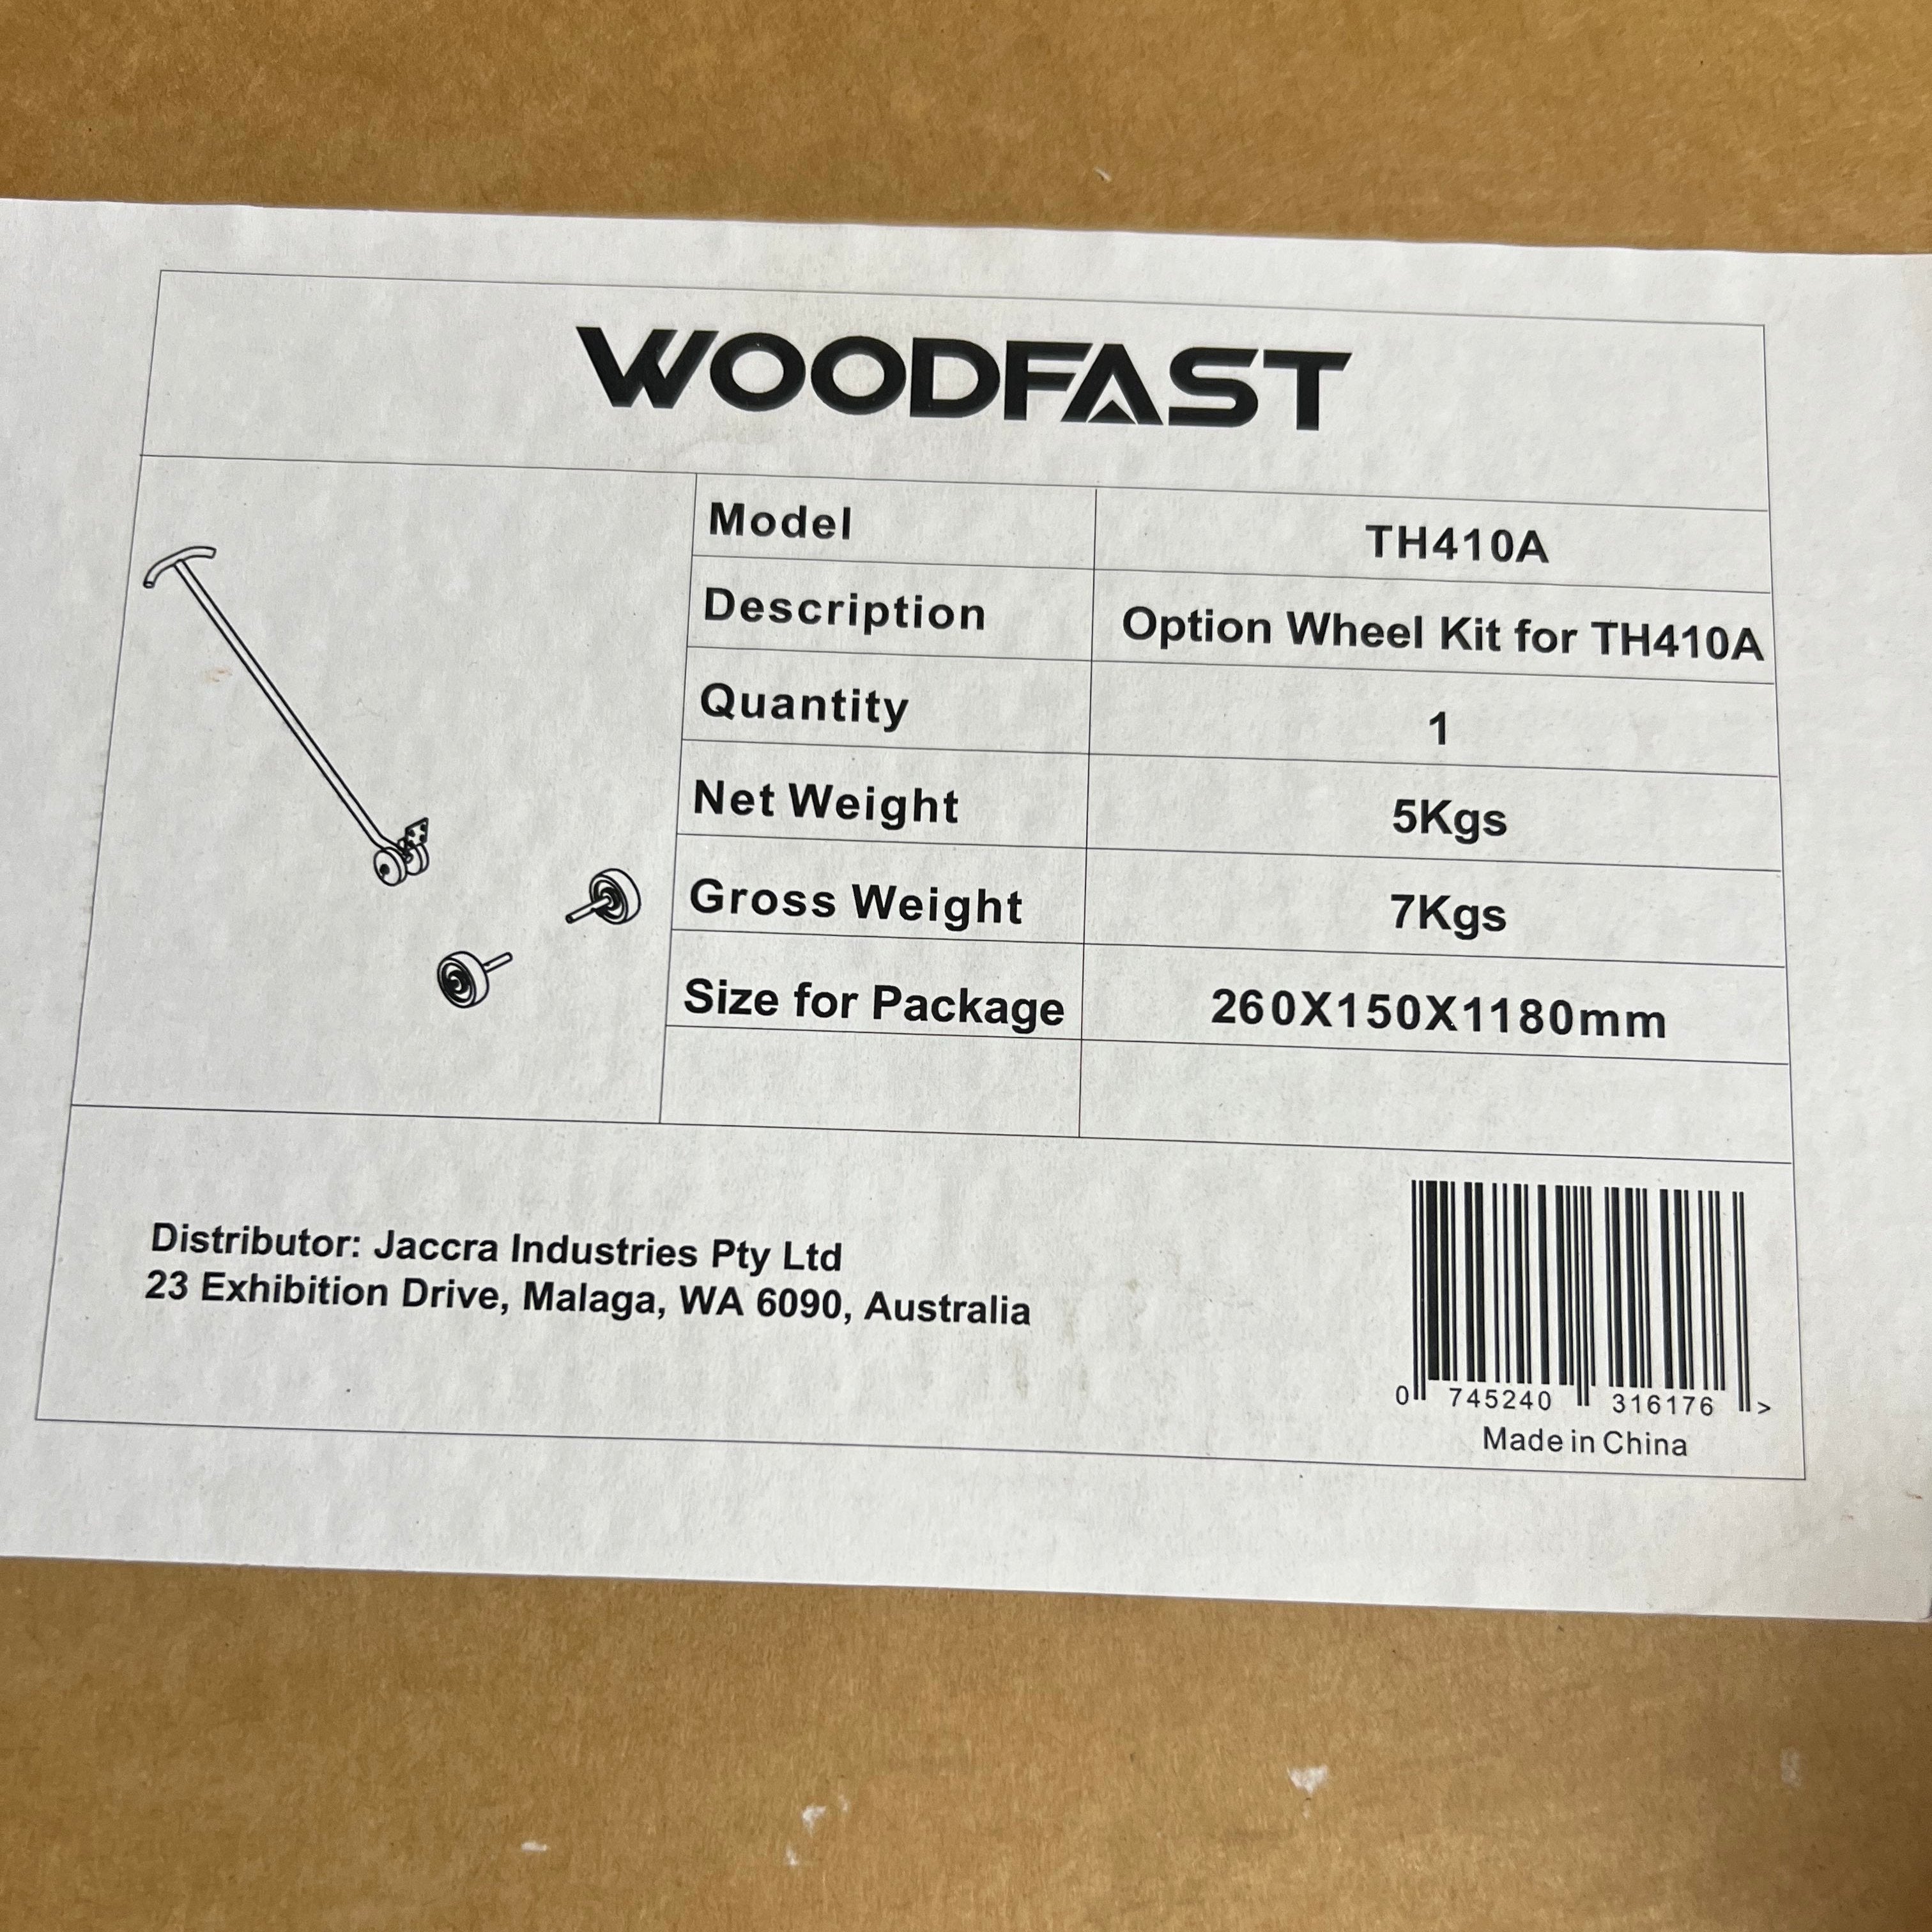 WOODFAST
Model TH410A
Description Option Wheel Kit for TH410A
Quantity 1
Net Weight 5Kgs
Gross Weight 7Kgs
Size for Package 260X150X1180mm
Distributor: Jaccra Industries Pty Ltd
23 Exhibition Drive, Malaga, WA 6090, Australia
0 745240 316176 >
Made in China